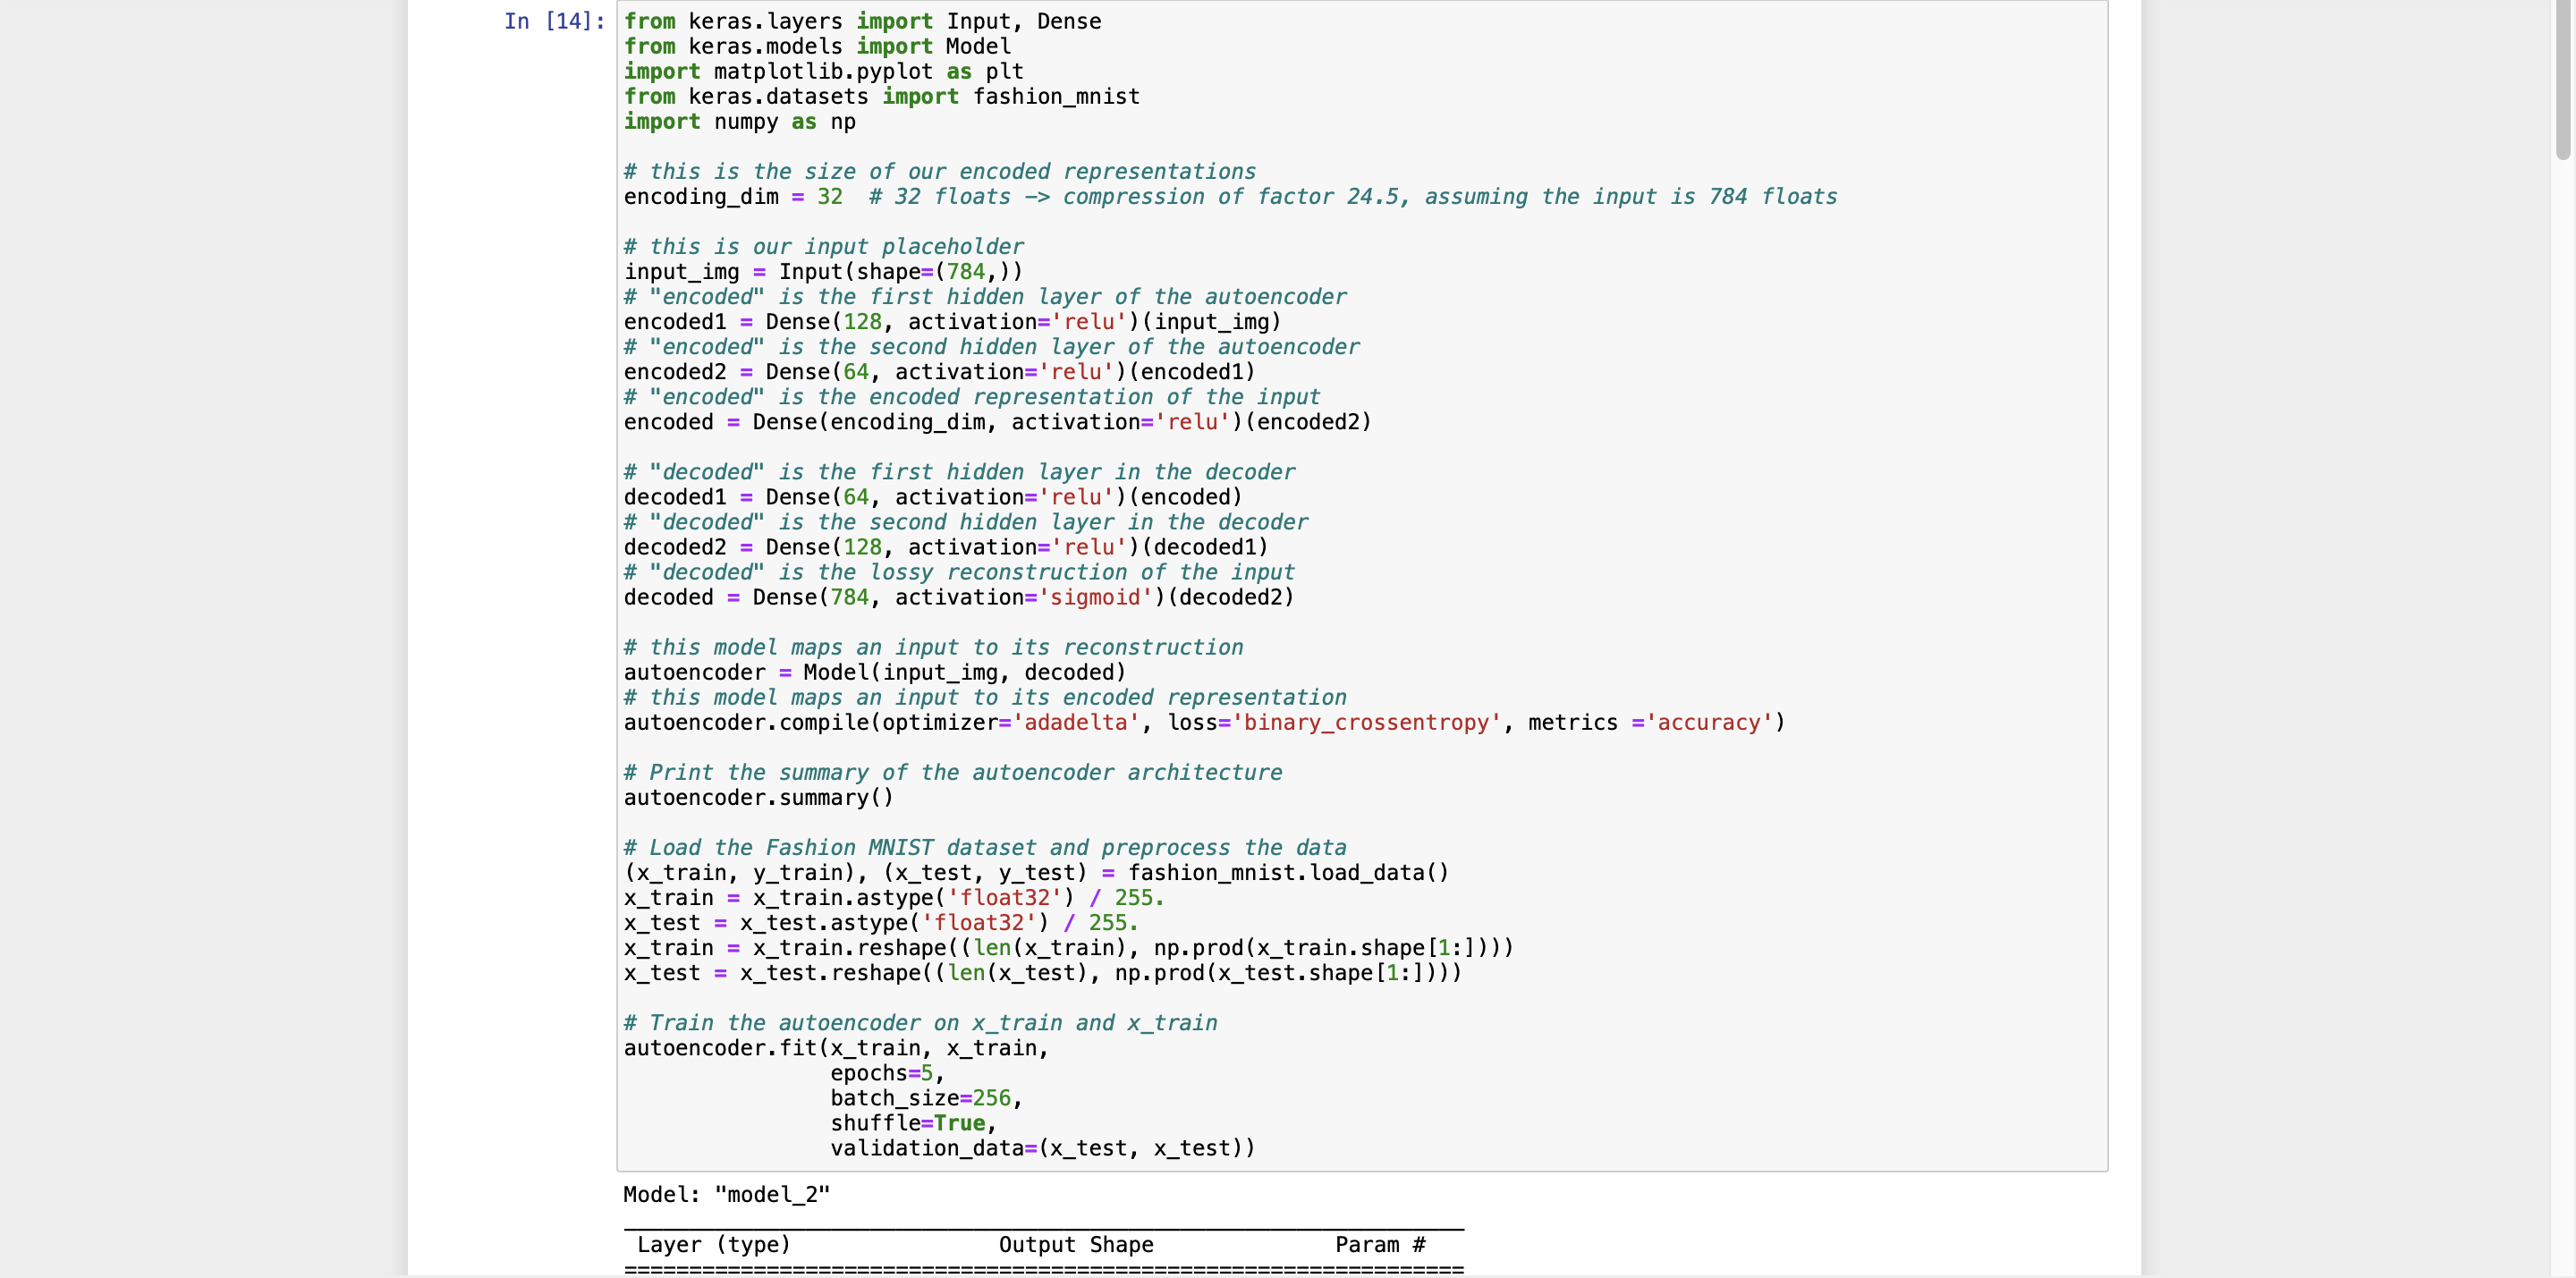 In [14]:
from keras.layers import Input, Dense
from keras.models import Model
import matplotlib.pyplot as plt
from keras.datasets import fashion_mnist
import numpy as np

# this is the size of our encoded representations
encoding_dim = 32  # 32 floats -> compression of factor 24.5, assuming the input is 784 floats

# this is our input placeholder
input_img = Input(shape=(784,))
# "encoded" is the first hidden layer of the autoencoder
encoded1 = Dense(128, activation='relu')(input_img)
# "encoded" is the second hidden layer of the autoencoder
encoded2 = Dense(64, activation='relu')(encoded1)
# "encoded" is the encoded representation of the input
encoded = Dense(encoding_dim, activation='relu')(encoded2)

# "decoded" is the first hidden layer in the decoder
decoded1 = Dense(64, activation='relu')(encoded)
# "decoded" is the second hidden layer in the decoder
decoded2 = Dense(128, activation='relu')(decoded1)
# "decoded" is the lossy reconstruction of the input
decoded = Dense(784, activation='sigmoid')(decoded2)

# this model maps an input to its reconstruction
autoencoder = Model(input_img, decoded)
# this model maps an input to its encoded representation
autoencoder.compile(optimizer='adadelta', loss='binary_crossentropy', metrics ='accuracy')

# Print the summary of the autoencoder architecture
autoencoder.summary()

# Load the Fashion MNIST dataset and preprocess the data
(x_train, y_train), (x_test, y_test) = fashion_mnist.load_data()
x_train = x_train.astype('float32') / 255.
x_test = x_test.astype('float32') / 255.
x_train = x_train.reshape((len(x_train), np.prod(x_train.shape[1:])))
x_test = x_test.reshape((len(x_test), np.prod(x_test.shape[1:])))

# Train the autoencoder on x_train and x_train
autoencoder.fit(x_train, x_train,
                epochs=5,
                batch_size=256,
                shuffle=True,
                validation_data=(x_test, x_test))
Model: "model_2"
_________________________________________________________________
 Layer (type)                Output Shape              Param #
=================================================================